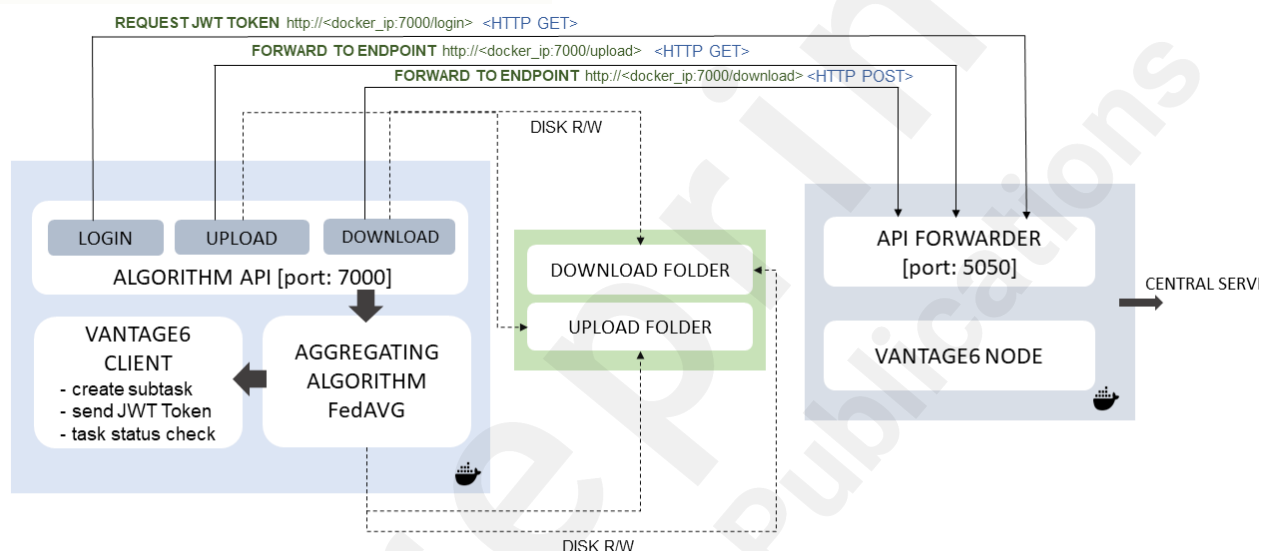 REQUEST JWT TOKEN http://<docker_ip:7000/login> <HTTP GET>
FORWARD TO ENDPOINT http://<docker_ip:7000/upload> <HTTP GET>
FORWARD TO ENDPOINT http://<docker_ip:7000/download> <HTTP POST>
DISK R/W
LOGIN
UPLOAD
DOWNLOAD
ALGORITHM API [port: 7000]
VANTAGE6
CLIENT
- create subtask
- send JWT Token
- task status check
AGGREGATING
ALGORITHM
FedAVG
DOWNLOAD FOLDER
UPLOAD FOLDER
API FORWARDER
[port: 5050]
VANTAGE6 NODE
CENTRAL SERV
DISK R/W
eprin
Publications